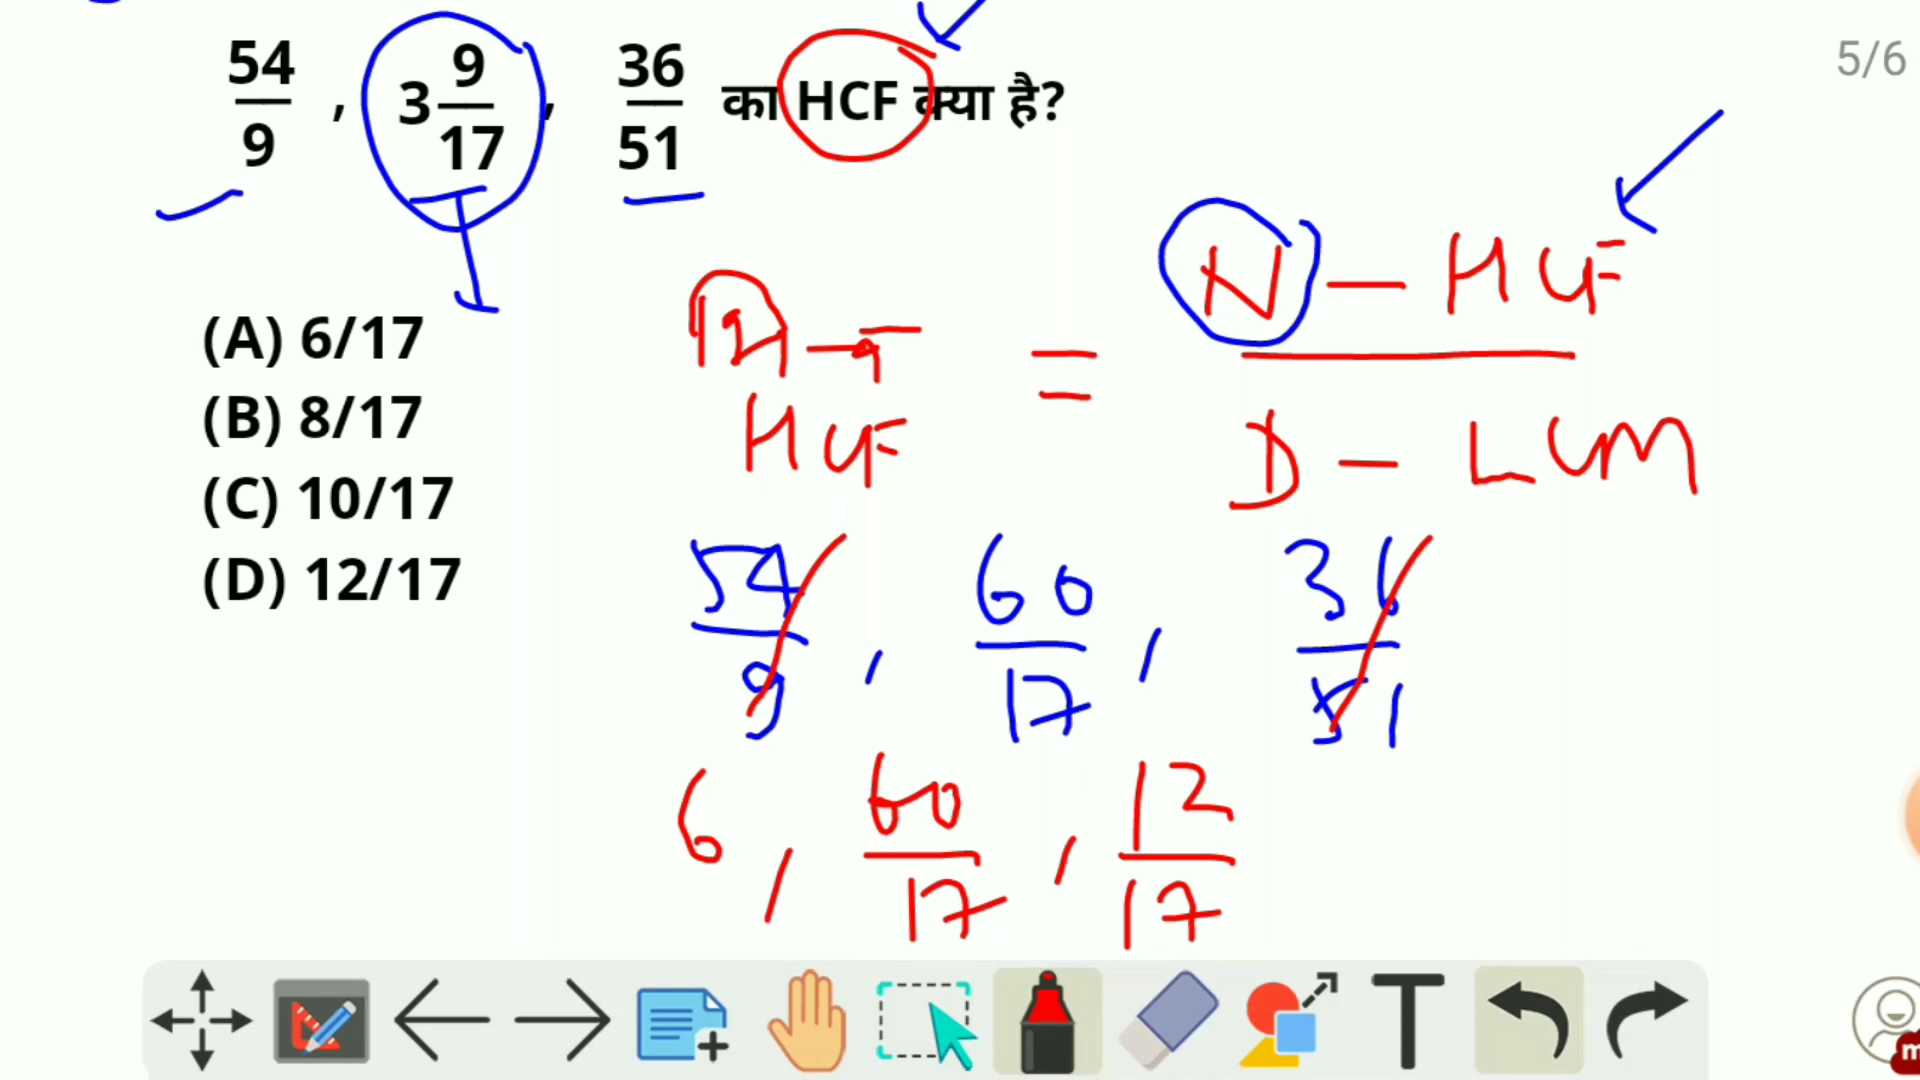 54/9 , 3 9/17 , 36/51 का HCF क्या है?
5/6
(A) 6/17
(B) 8/17
(C) 10/17
(D) 12/17
N - HCF
HCF =
D - LCM
54/9 , 60/17 , 36/51
6 , 60/17 , 12/17
T
m